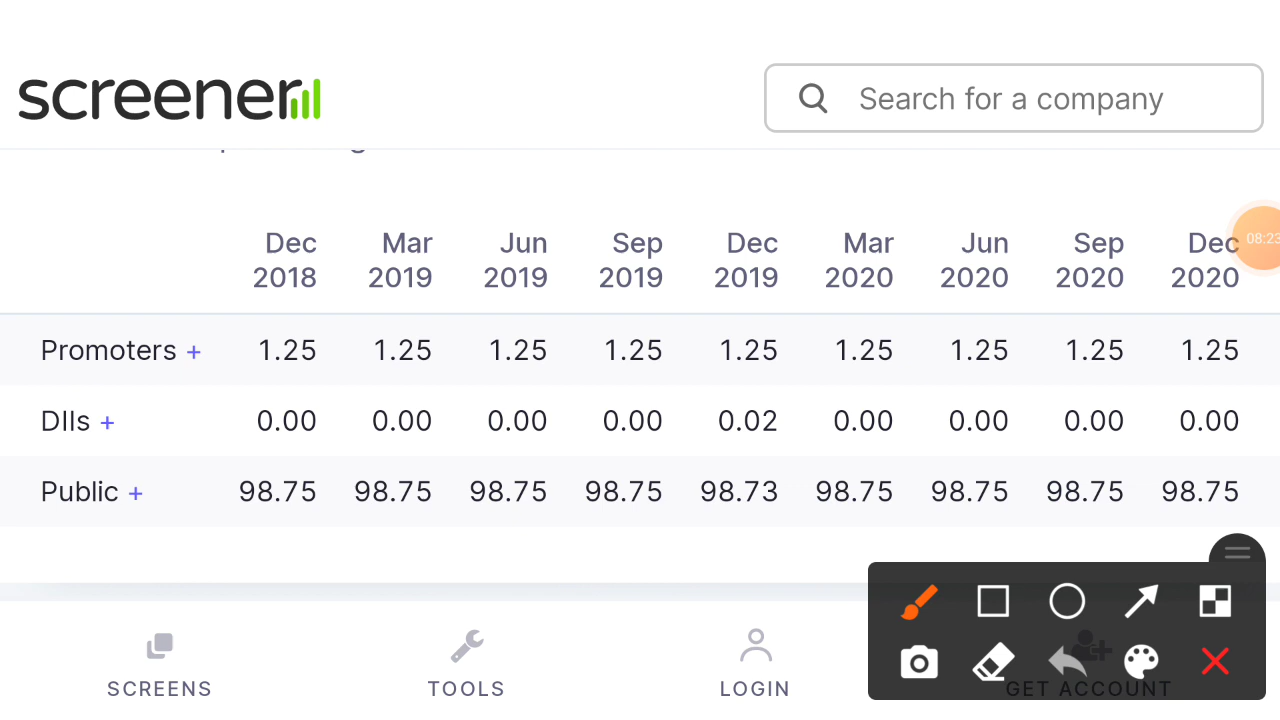 screener
Search for a company
Dec 2018 Mar 2019 Jun 2019 Sep 2019 Dec 2019 Mar 2020 Jun 2020 Sep 2020 Dec 2020
Promoters + 1.25 1.25 1.25 1.25 1.25 1.25 1.25 1.25 1.25
DIIs + 0.00 0.00 0.00 0.00 0.02 0.00 0.00 0.00 0.00
Public + 98.75 98.75 98.75 98.75 98.73 98.75 98.75 98.75 98.75
08:23
SCREENS TOOLS LOGIN GET ACCOUNT